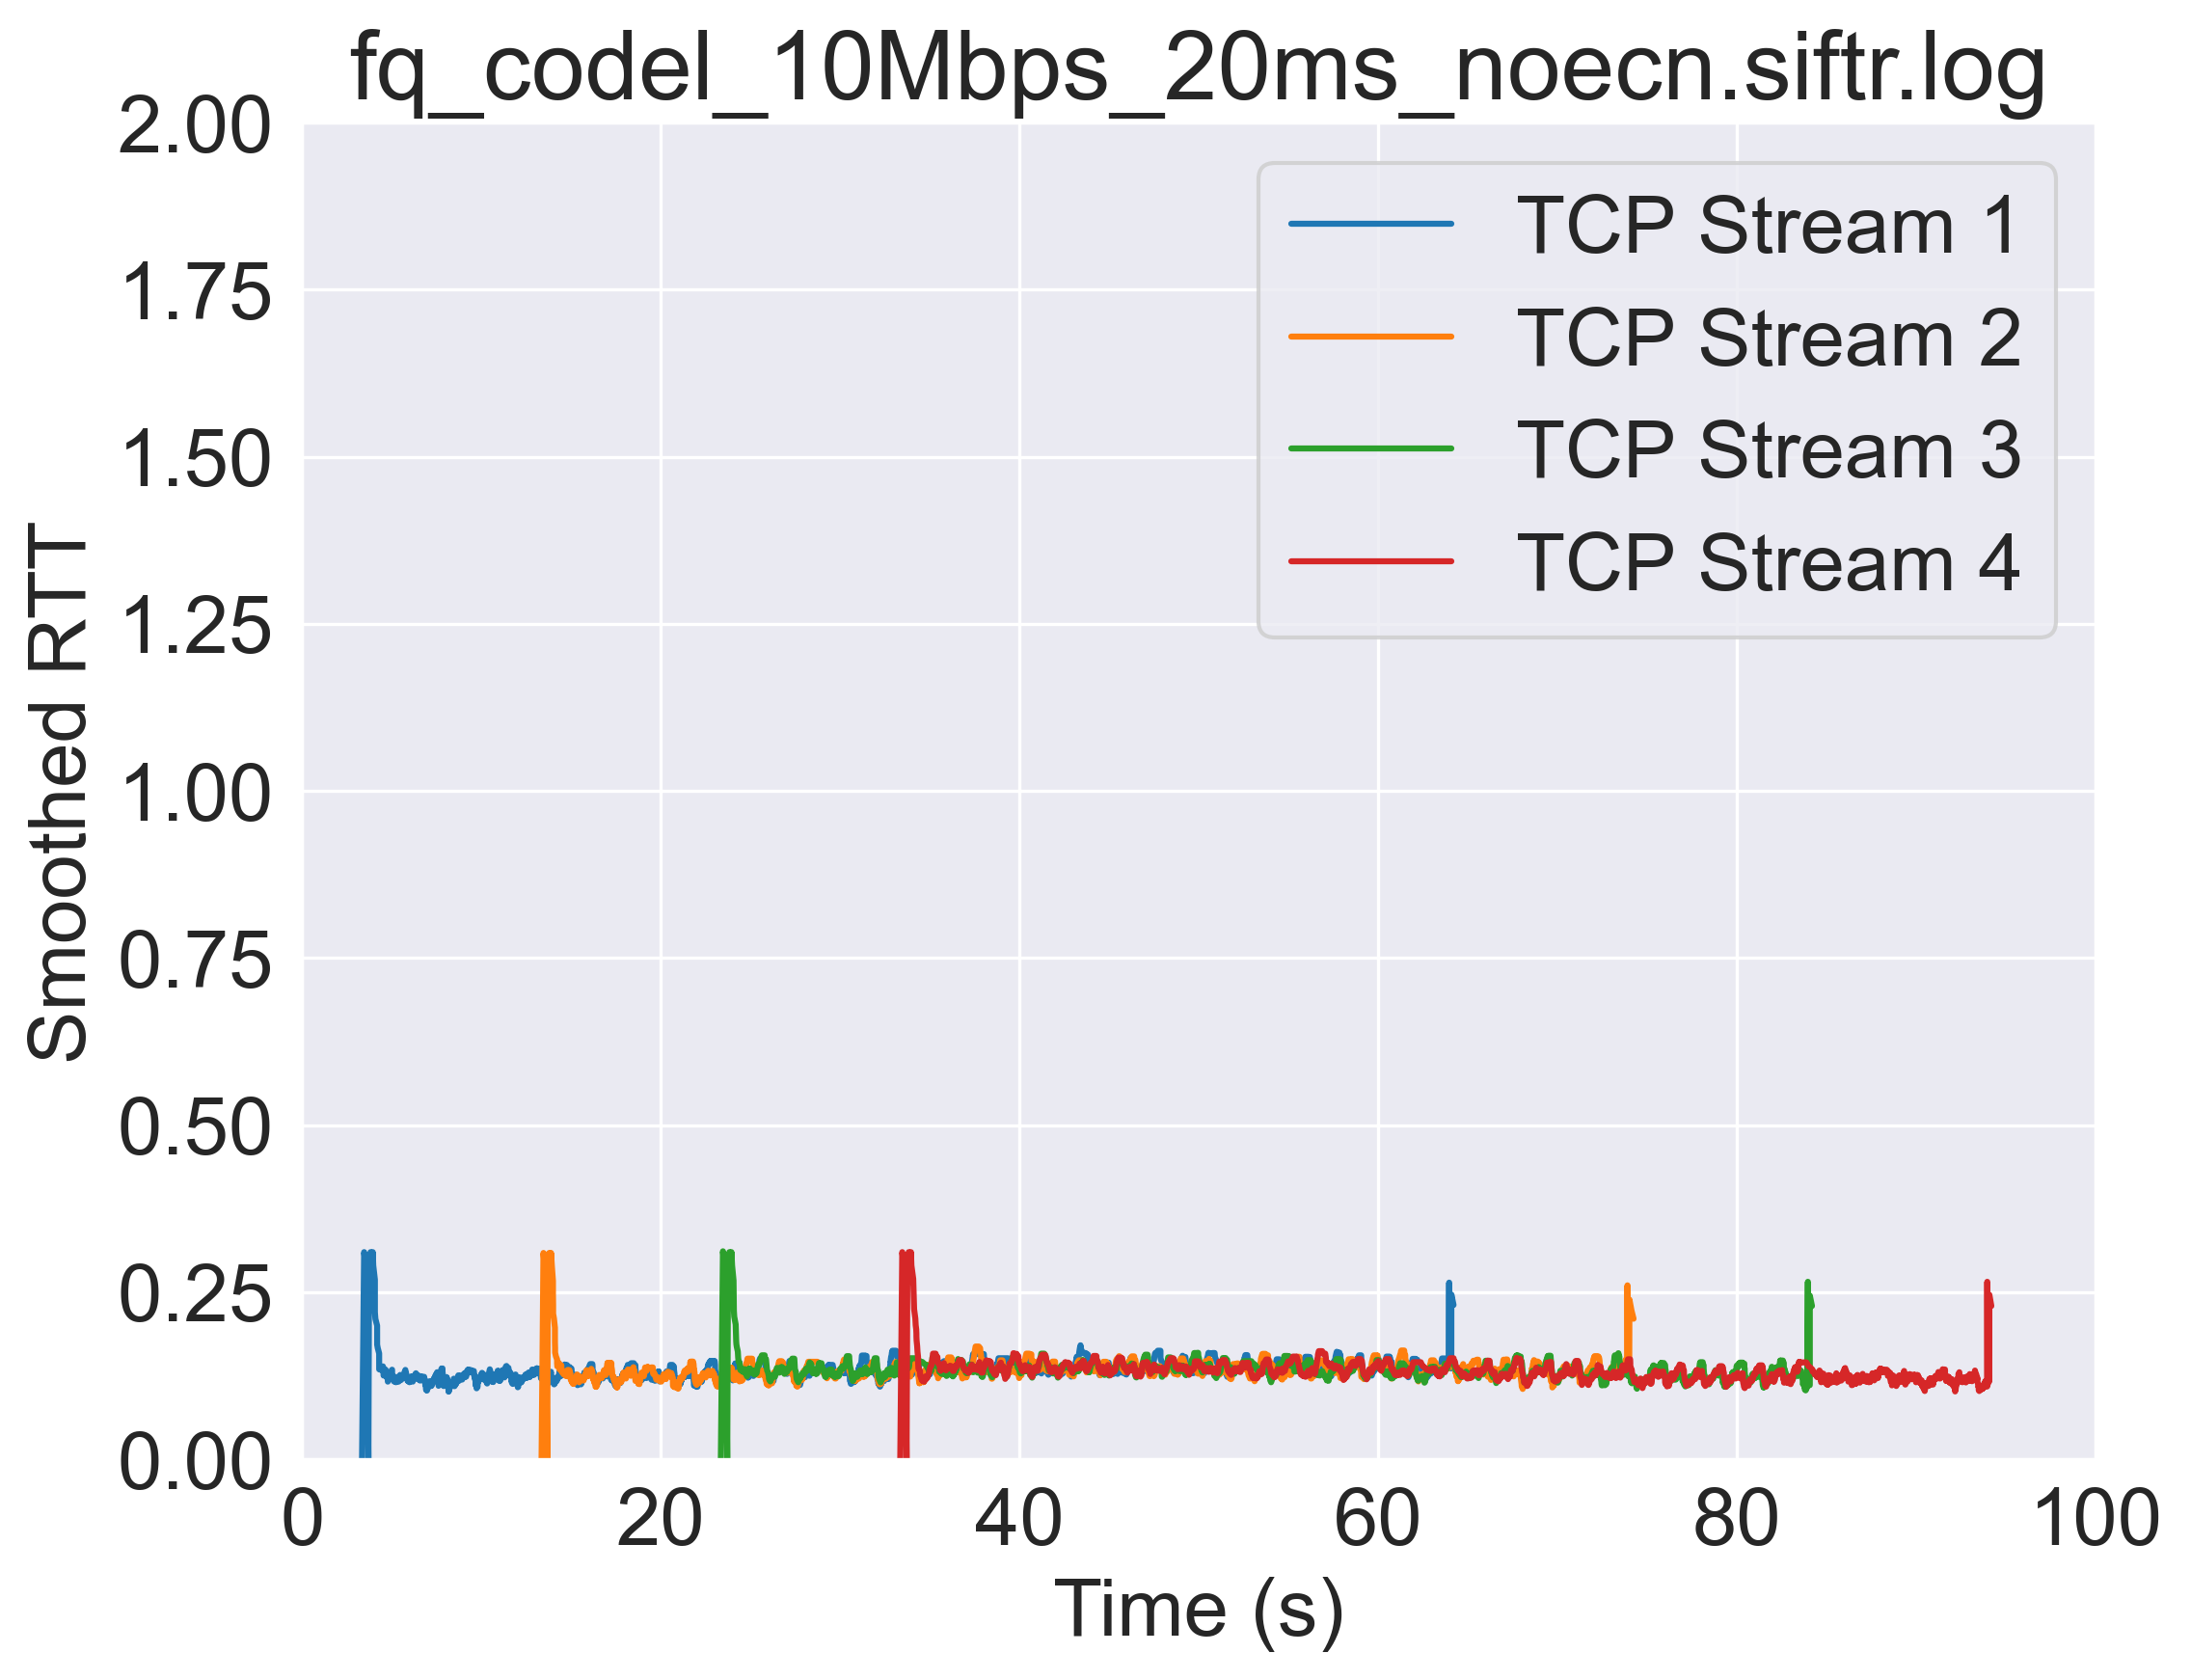 fq_codel_10Mbps_20ms_noecn.siftr.log
2.00
1.75
1.50
1.25
1.00
0.75
0.50
0.25
0.00
Smoothed RTT
TCP Stream 1
TCP Stream 2
TCP Stream 3
TCP Stream 4
0 20 40 60 80 100
Time (s)